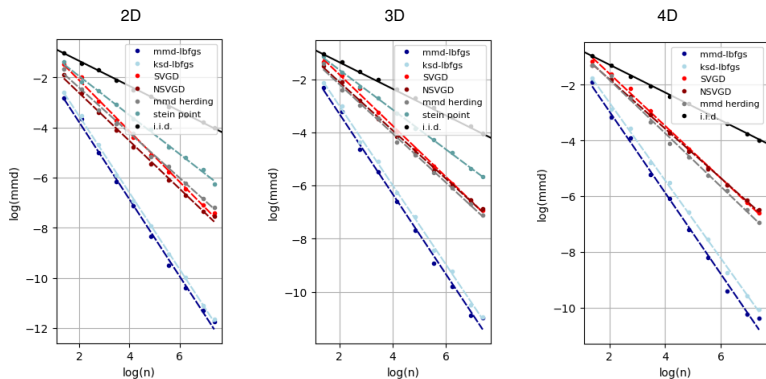 2D
3D
4D
mmd-lbfgs
ksd-lbfgs
SVGD
NSVGD
mmd herding
stein point
i.i.d.
log(mmd)
−2
−4
−6
−8
−10
−12
2
4
6
log(n)
mmd-lbfgs
ksd-lbfgs
SVGD
NSVGD
mmd herding
stein point
i.i.d.
log(mmd)
−2
−4
−6
−8
−10
2
4
6
log(n)
mmd-lbfgs
ksd-lbfgs
SVGD
NSVGD
mmd herding
i.i.d.
log(mmd)
−2
−4
−6
−8
−10
2
4
6
log(n)